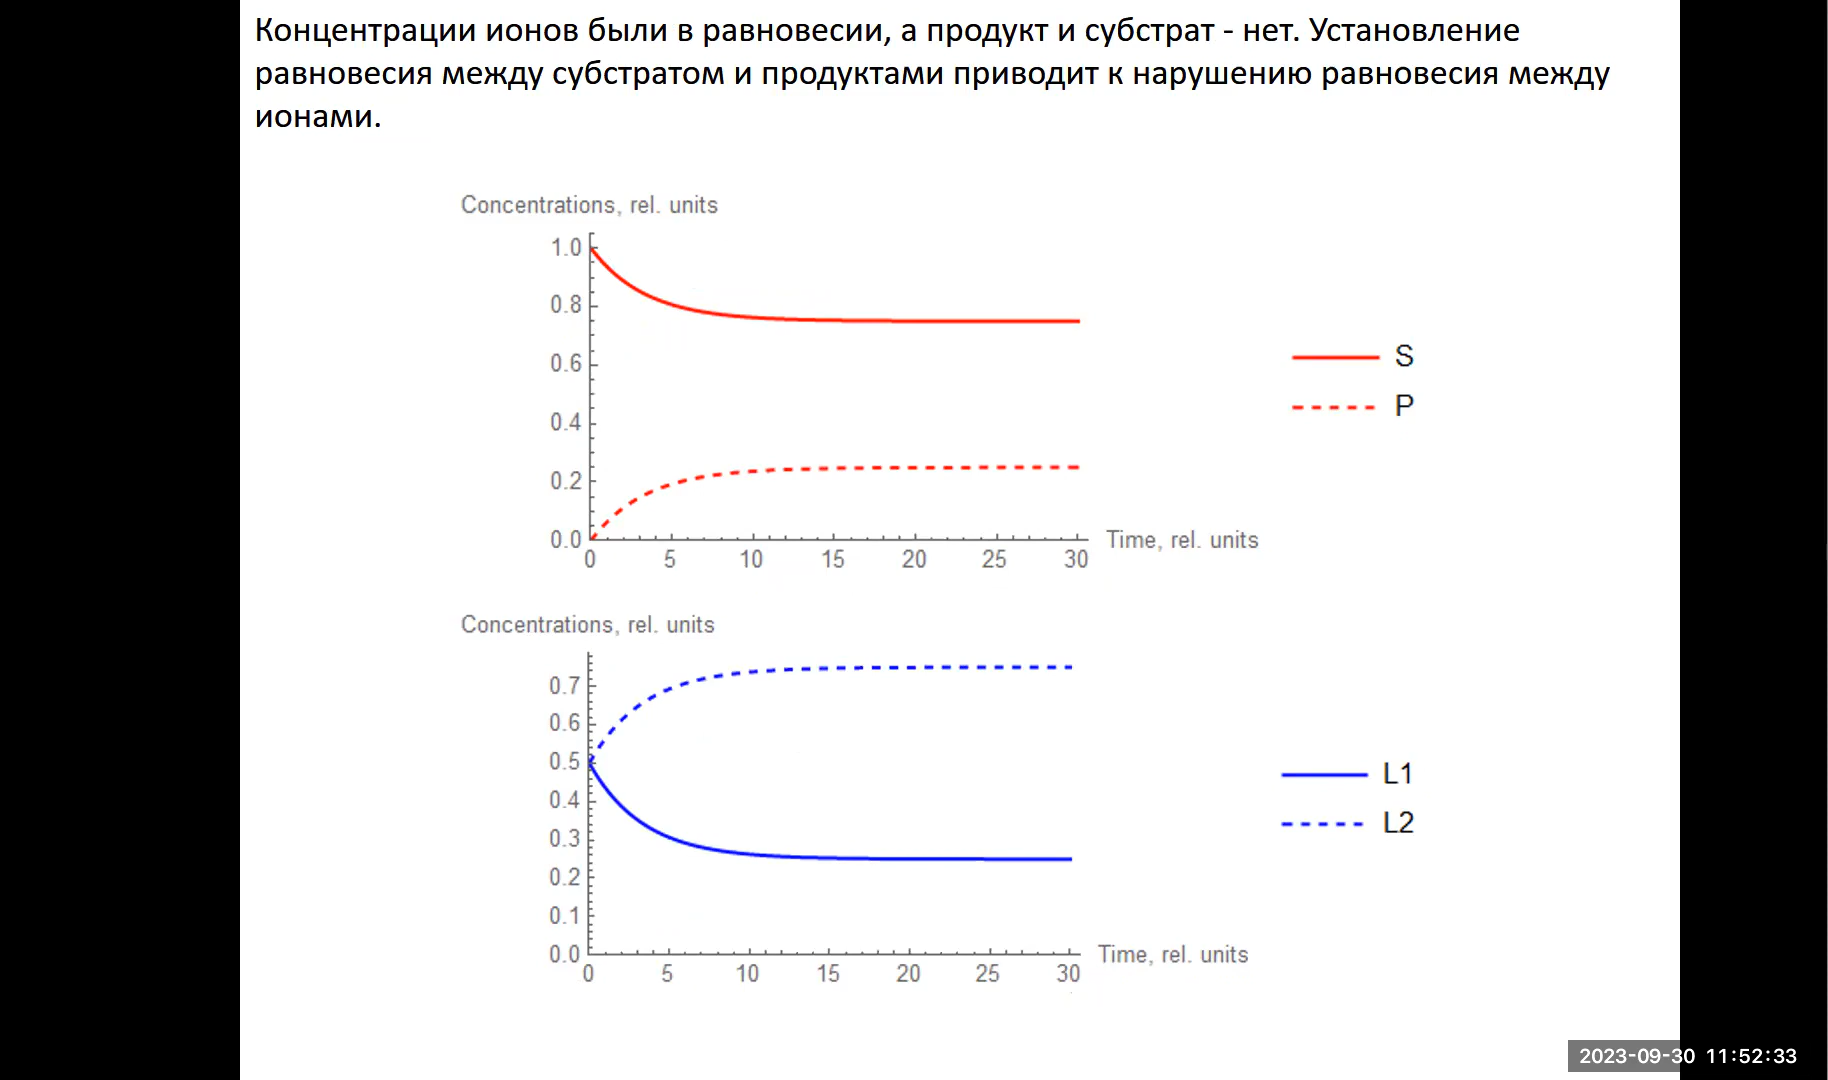 Концентрации ионов были в равновесии, а продукт и субстрат - нет. Установление
равновесия между субстратом и продуктами приводит к нарушению равновесия между
ионами.
Concentrations, rel. units
1.0
0.8
0.6
0.4
0.2
0.0
0 5 10 15 20 25 30
Time, rel. units
S
P
Concentrations, rel. units
0.7
0.6
0.5
0.4
0.3
0.2
0.1
0.0
0 5 10 15 20 25 30
Time, rel. units
L1
L2
2023-09-30 11:52:33